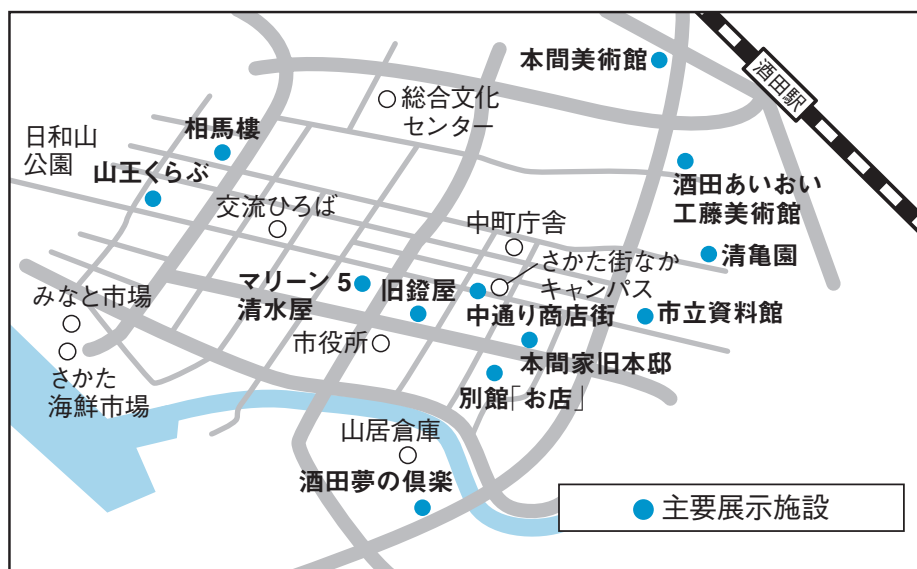 本間美術館
酒田駅
総合文化
センター
日和山
公園
相馬樓
山王くらぶ
酒田あいおい
工藤美術館
交流ひろば
中町庁舎
清亀園
さかた街なか
キャンパス
マリーン5
清水屋
旧鐙屋
みなと市場
中通り商店街
市立資料館
市役所
本間家旧本邸
さかた
海鮮市場
別館「お店」
山居倉庫
酒田夢の倶楽
主要展示施設